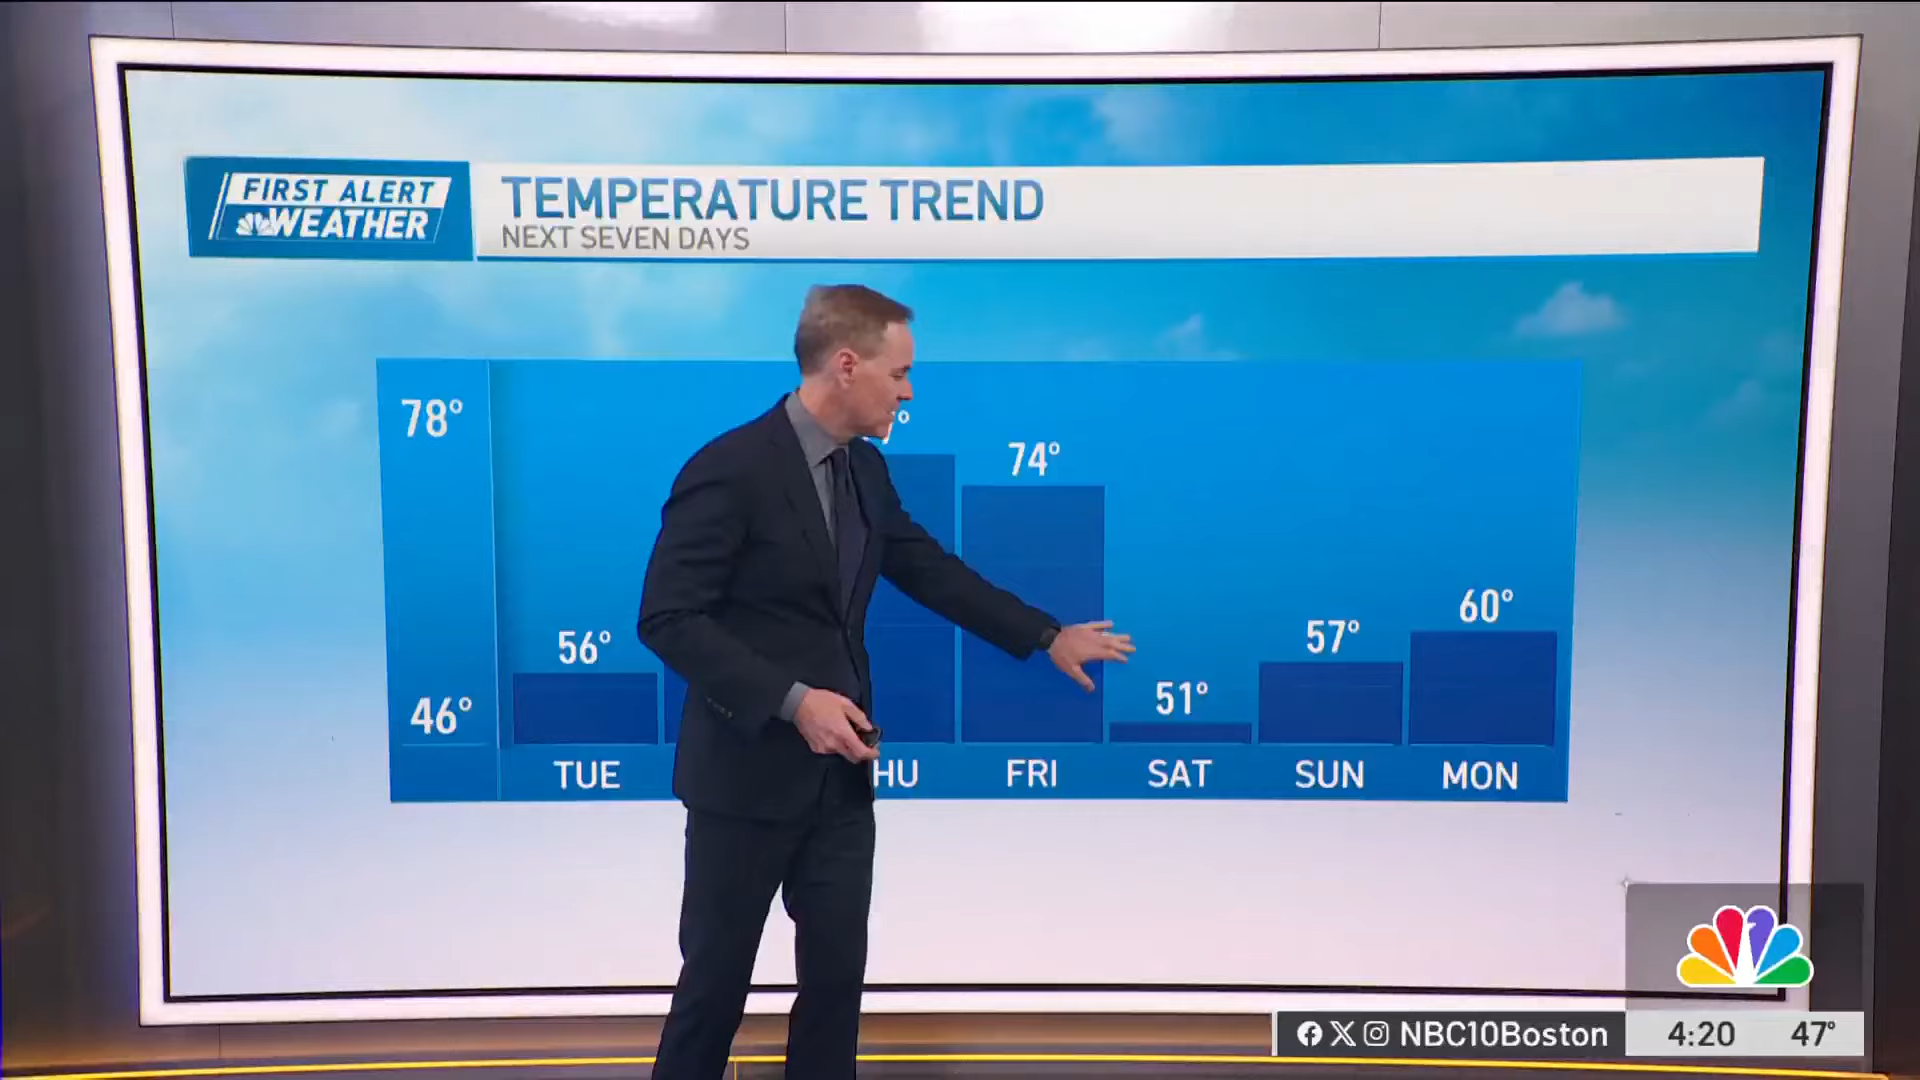 FIRST ALERT
WEATHER
TEMPERATURE TREND
NEXT SEVEN DAYS
78°
74°
60°
56°
57°
51°
46°
TUE
FRI
SAT
SUN
MON
NBC10Boston
4:20
47°